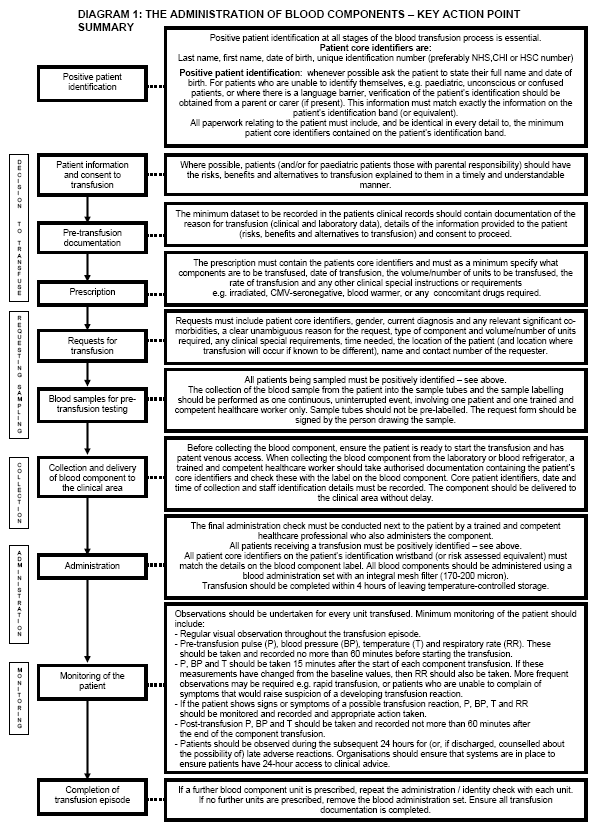 DIAGRAM 1: THE ADMINISTRATION OF BLOOD COMPONENTS – KEY ACTION POINT
SUMMARY
Positive patient
identification
Positive patient identification at all stages of the blood transfusion process is essential.
Patient core identifiers are:
Last name, first name, date of birth, unique identification number (preferably NHS,CHI or HSC number)
Positive patient identification: whenever possible ask the patient to state their full name and date of
birth. For patients who are unable to identify themselves, e.g. paediatric, unconscious or confused
patients, or where there is a language barrier, verification of the patient's identification should be
obtained from a parent or carer (if present). This information must match exactly the information on the
patient's identification band (or equivalent).
All paperwork relating to the patient must include, and be identical in every detail to, the minimum
patient core identifiers contained on the patient's identification band.
DECISION TO TRANSFUSE
Patient information
and consent to
transfusion
Where possible, patients (and/or for paediatric patients those with parental responsibility) should have
the risks, benefits and alternatives to transfusion explained to them in a timely and understandable
manner.
Pre-transfusion
documentation
The minimum dataset to be recorded in the patients clinical records should contain documentation of the
reason for transfusion (clinical and laboratory data), details of the information provided to the patient
(risks, benefits and alternatives to transfusion) and consent to proceed.
Prescription
The prescription must contain the patients core identifiers and must as a minimum specify what
components are to be transfused, date of transfusion, the volume/number of units to be transfused, the
rate of transfusion and any other clinical special instructions or requirements
e.g. irradiated, CMV-seronegative, blood warmer, or any concomitant drugs required.
REQUESTING SAMPLING
Requests for
transfusion
Requests must include patient core identifiers, gender, current diagnosis and any relevant significant co-
morbidities, a clear unambiguous reason for the request, type of component and volume/number of units
required, any clinical special requirements, time needed, the location of the patient (and location where
transfusion will occur if known to be different), name and contact number of the requester.
Blood samples for pre-
transfusion testing
All patients being sampled must be positively identified – see above.
The collection of the blood sample from the patient into the sample tubes and the sample labelling
should be performed as one continuous, uninterrupted event, involving one patient and one trained and
competent healthcare worker only. Sample tubes should not be pre-labelled. The request form should be
signed by the person drawing the sample.
COLLECTION
Collection and delivery
of blood component to
the clinical area
Before collecting the blood component, ensure the patient is ready to start the transfusion and has
patent venous access. When collecting the blood component from the laboratory or blood refrigerator, a
trained and competent healthcare worker should take authorised documentation containing the patient's
core identifiers and check these with the label on the blood component. Core patient identifiers, date and
time of collection and staff identification details must be recorded. The component should be delivered to
the clinical area without delay.
ADMINISTRATION
Administration
The final administration check must be conducted next to the patient by a trained and competent
healthcare professional who also administers the component.
All patients receiving a transfusion must be positively identified – see above.
All patient core identifiers on the patient's identification wristband (or risk assessed equivalent) must
match the details on the blood component label. All blood components should be administered using a
blood administration set with an integral mesh filter (170-200 micron).
Transfusion should be completed within 4 hours of leaving temperature-controlled storage.
MONITORING
Monitoring of the
patient
Observations should be undertaken for every unit transfused. Minimum monitoring of the patient should
include:
- Regular visual observation throughout the transfusion episode.
- Pre-transfusion pulse (P), blood pressure (BP), temperature (T) and respiratory rate (RR). These
should be taken and recorded no more than 60 minutes before starting the transfusion.
- P, BP and T should be taken 15 minutes after the start of each component transfusion. If these
measurements have changed from the baseline values, then RR should also be taken. More frequent
observations may be required e.g. rapid transfusion, or patients who are unable to complain of
symptoms that would raise suspicion of a developing transfusion reaction.
- If the patient shows signs or symptoms of a possible transfusion reaction, P, BP, T and RR
should be monitored and recorded and appropriate action taken.
- Post-transfusion P, BP and T should be taken and recorded not more than 60 minutes after
the end of the component transfusion.
- Patients should be observed during the subsequent 24 hours for (or, if discharged, counselled about
the possibility of) late adverse reactions. Organisations should ensure that systems are in place to
ensure patients have 24-hour access to clinical advice.
Completion of
transfusion episode
If a further blood component unit is prescribed, repeat the administration / identity check with each unit.
If no further units are prescribed, remove the blood administration set. Ensure all transfusion
documentation is completed.